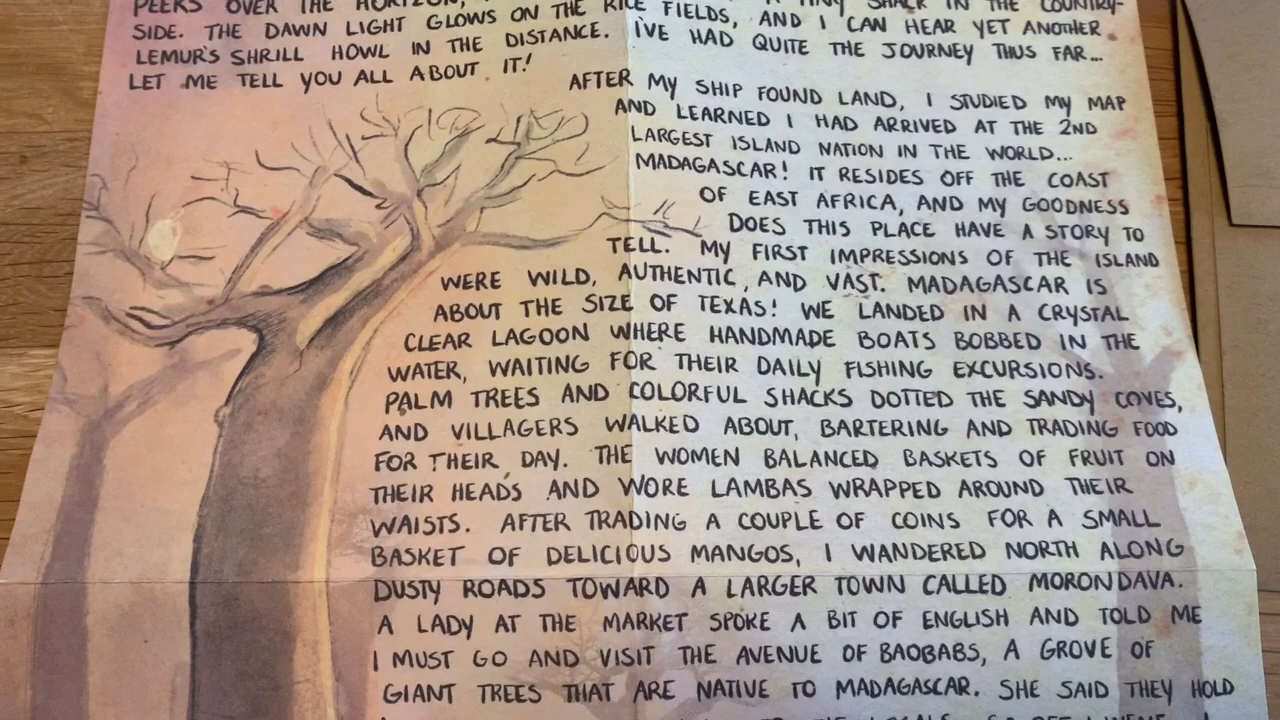 PEERS OVER THE HORIZON, A TINY SHACK IN THE COUNTRY-
SIDE. THE DAWN LIGHT GLOWS ON THE RICE FIELDS, AND I CAN HEAR YET ANOTHER
LEMUR'S SHRILL HOWL IN THE DISTANCE. I'VE HAD QUITE THE JOURNEY THUS FAR...
LET ME TELL YOU ALL ABOUT IT!
AFTER MY SHIP FOUND LAND, I STUDIED MY MAP
AND LEARNED I HAD ARRIVED AT THE 2ND
LARGEST ISLAND NATION IN THE WORLD...
MADAGASCAR! IT RESIDES OFF THE COAST
OF EAST AFRICA, AND MY GOODNESS
DOES THIS PLACE HAVE A STORY TO
TELL. MY FIRST IMPRESSIONS OF THE ISLAND
WERE WILD, AUTHENTIC, AND VAST. MADAGASCAR IS
ABOUT THE SIZE OF TEXAS! WE LANDED IN A CRYSTAL
CLEAR LAGOON WHERE HANDMADE BOATS BOBBED IN THE
WATER, WAITING FOR THEIR DAILY FISHING EXCURSIONS.
PALM TREES AND COLORFUL SHACKS DOTTED THE SANDY COVES,
AND VILLAGERS WALKED ABOUT, BARTERING AND TRADING FOOD
FOR THEIR DAY. THE WOMEN BALANCED BASKETS OF FRUIT ON
THEIR HEADS AND WORE LAMBAS WRAPPED AROUND THEIR
WAISTS. AFTER TRADING A COUPLE OF COINS FOR A SMALL
BASKET OF DELICIOUS MANGOS, I WANDERED NORTH ALONG
DUSTY ROADS TOWARD A LARGER TOWN CALLED MORONDAVA.
A LADY AT THE MARKET SPOKE A BIT OF ENGLISH AND TOLD ME
I MUST GO AND VISIT THE AVENUE OF BAOBABS, A GROVE OF
GIANT TREES THAT ARE NATIVE TO MADAGASCAR. SHE SAID THEY HOLD